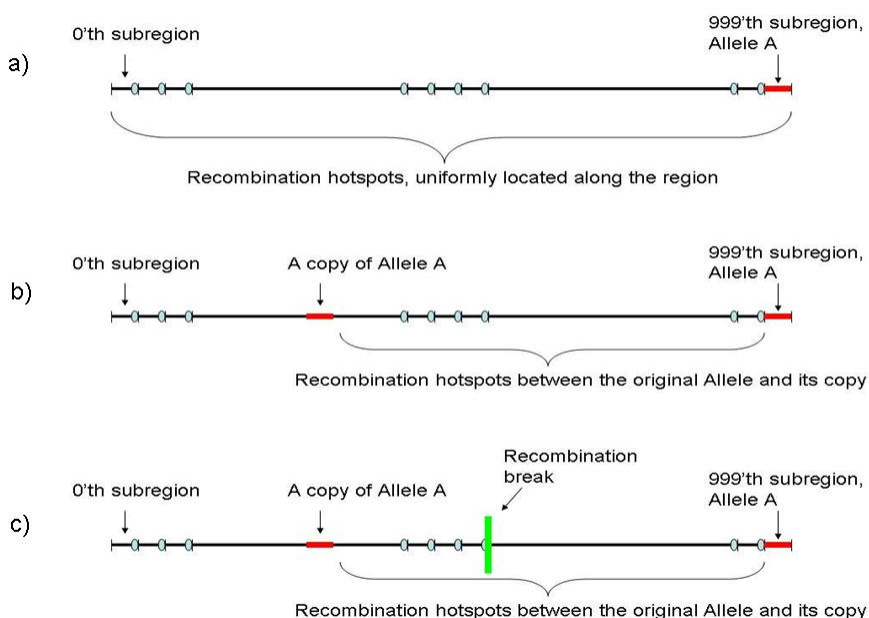 a)
0'th subregion
999'th subregion,
Allele A
Recombination hotspots, uniformly located along the region
b)
0'th subregion
A copy of Allele A
999'th subregion,
Allele A
Recombination hotspots between the original Allele and its copy
c)
Recombination
break
0'th subregion
A copy of Allele A
999'th subregion,
Allele A
Recombination hotspots between the original Allele and its copy